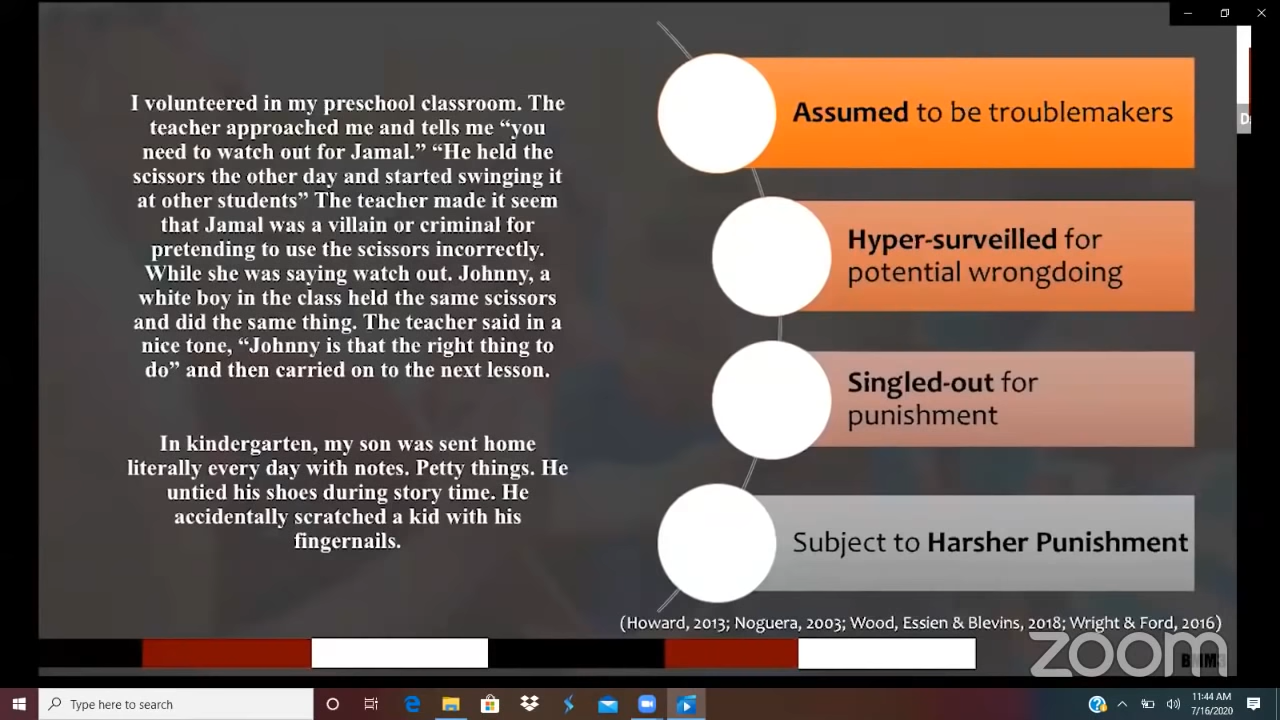 I volunteered in my preschool classroom. The
teacher approached me and tells me “you
need to watch out for Jamal.” “He held the
scissors the other day and started swinging it
at other students” The teacher made it seem
that Jamal was a villain or criminal for
pretending to use the scissors incorrectly.
While she was saying watch out. Johnny, a
white boy in the class held the same scissors
and did the same thing. The teacher said in a
nice tone, “Johnny is that the right thing to
do” and then carried on to the next lesson.
In kindergarten, my son was sent home
literally every day with notes. Petty things. He
untied his shoes during story time. He
accidentally scratched a kid with his
fingernails.
Assumed to be troublemakers
Hyper-surveilled for
potential wrongdoing
Singled-out for
punishment
Subject to Harsher Punishment
(Howard, 2013; Noguera, 2003; Wood, Essien & Blevins, 2018; Wright & Ford, 2016)
zoom
Type here to search
11:44 AM
7/16/2020